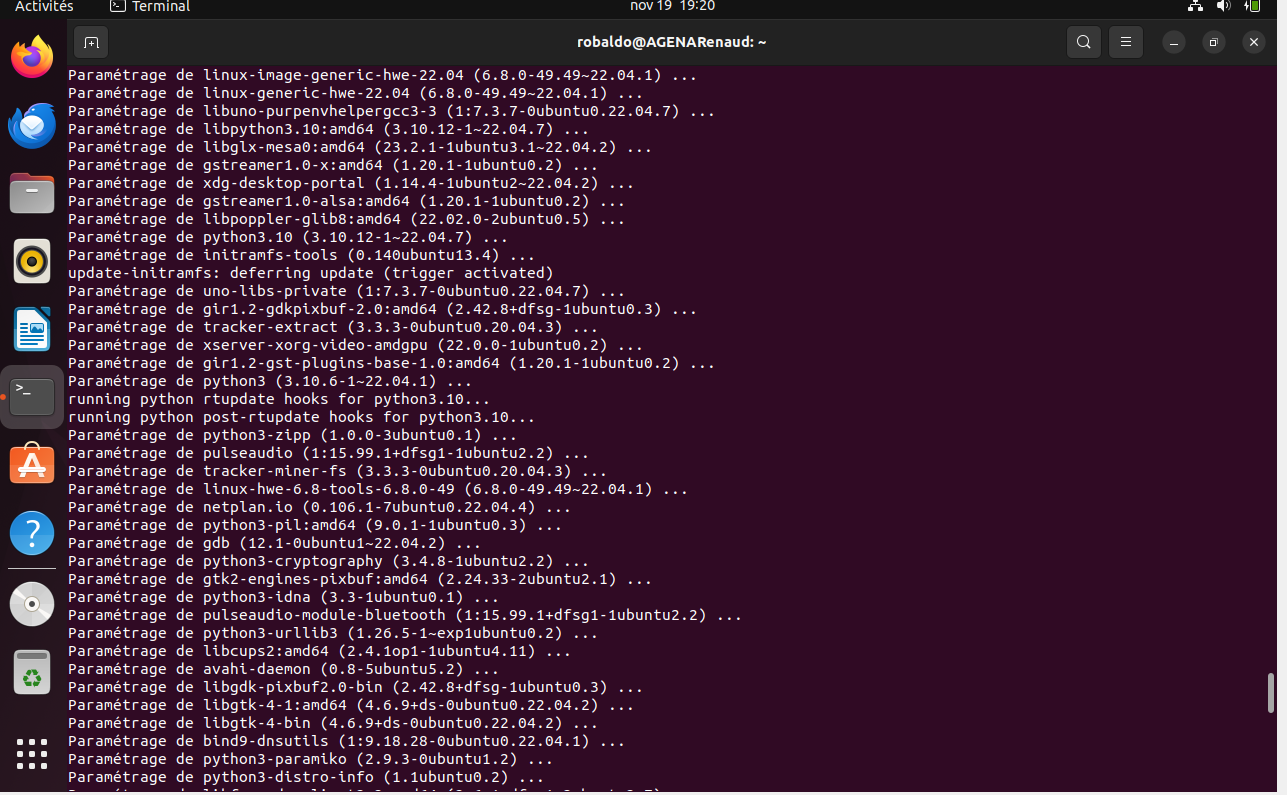 Activités
Terminal
nov 19 19:20
robaldo@AGENARenaud: ~
Paramétrage de linux-image-generic-hwe-22.04 (6.8.0-49.49~22.04.1) ...
Paramétrage de linux-generic-hwe-22.04 (6.8.0-49.49~22.04.1) ...
Paramétrage de libuno-purpenvhelpergcc3-3 (1:7.3.7-0ubuntu0.22.04.7) ...
Paramétrage de libpython3.10:amd64 (3.10.12-1~22.04.7) ...
Paramétrage de libglx-mesa0:amd64 (23.2.1-1ubuntu3.1~22.04.2) ...
Paramétrage de gstreamer1.0-x:amd64 (1.20.1-1ubuntu0.2) ...
Paramétrage de xdg-desktop-portal (1.14.4-1ubuntu2~22.04.2) ...
Paramétrage de gstreamer1.0-alsa:amd64 (1.20.1-1ubuntu0.2) ...
Paramétrage de libpoppler-glib8:amd64 (22.02.0-2ubuntu0.5) ...
Paramétrage de python3.10 (3.10.12-1~22.04.7) ...
Paramétrage de initramfs-tools (0.140ubuntu13.4) ...
update-initramfs: deferring update (trigger activated)
Paramétrage de uno-libs-private (1:7.3.7-0ubuntu0.22.04.7) ...
Paramétrage de gir1.2-gdkpixbuf-2.0:amd64 (2.42.8+dfsg-1ubuntu0.3) ...
Paramétrage de tracker-extract (3.3.3-0ubuntu0.20.04.3) ...
Paramétrage de xserver-xorg-video-amdgpu (22.0.0-1ubuntu0.2) ...
Paramétrage de gir1.2-gst-plugins-base-1.0:amd64 (1.20.1-1ubuntu0.2) ...
Paramétrage de python3 (3.10.6-1~22.04.1) ...
running python rtupdate hooks for python3.10...
running python post-rtupdate hooks for python3.10...
Paramétrage de python3-zipp (1.0.0-3ubuntu0.1) ...
Paramétrage de pulseaudio (1:15.99.1+dfsg1-1ubuntu2.2) ...
Paramétrage de tracker-miner-fs (3.3.3-0ubuntu0.20.04.3) ...
Paramétrage de linux-hwe-6.8-tools-6.8.0-49 (6.8.0-49.49~22.04.1) ...
Paramétrage de netplan.io (0.106.1-7ubuntu0.22.04.4) ...
Paramétrage de python3-pil:amd64 (9.0.1-1ubuntu0.3) ...
Paramétrage de gdb (12.1-0ubuntu1~22.04.2) ...
Paramétrage de python3-cryptography (3.4.8-1ubuntu2.2) ...
Paramétrage de gtk2-engines-pixbuf:amd64 (2.24.33-2ubuntu2.1) ...
Paramétrage de python3-idna (3.3-1ubuntu0.1) ...
Paramétrage de pulseaudio-module-bluetooth (1:15.99.1+dfsg1-1ubuntu2.2) ...
Paramétrage de python3-urllib3 (1.26.5-1~exp1ubuntu0.2) ...
Paramétrage de libcups2:amd64 (2.4.1op1-1ubuntu4.11) ...
Paramétrage de avahi-daemon (0.8-5ubuntu5.2) ...
Paramétrage de libgdk-pixbuf2.0-bin (2.42.8+dfsg-1ubuntu0.3) ...
Paramétrage de libgtk-4-1:amd64 (4.6.9+ds-0ubuntu0.22.04.2) ...
Paramétrage de libgtk-4-bin (4.6.9+ds-0ubuntu0.22.04.2) ...
Paramétrage de bind9-dnsutils (1:9.18.28-0ubuntu0.22.04.1) ...
Paramétrage de python3-paramiko (2.9.3-0ubuntu1.2) ...
Paramétrage de python3-distro-info (1.1ubuntu0.2) ...